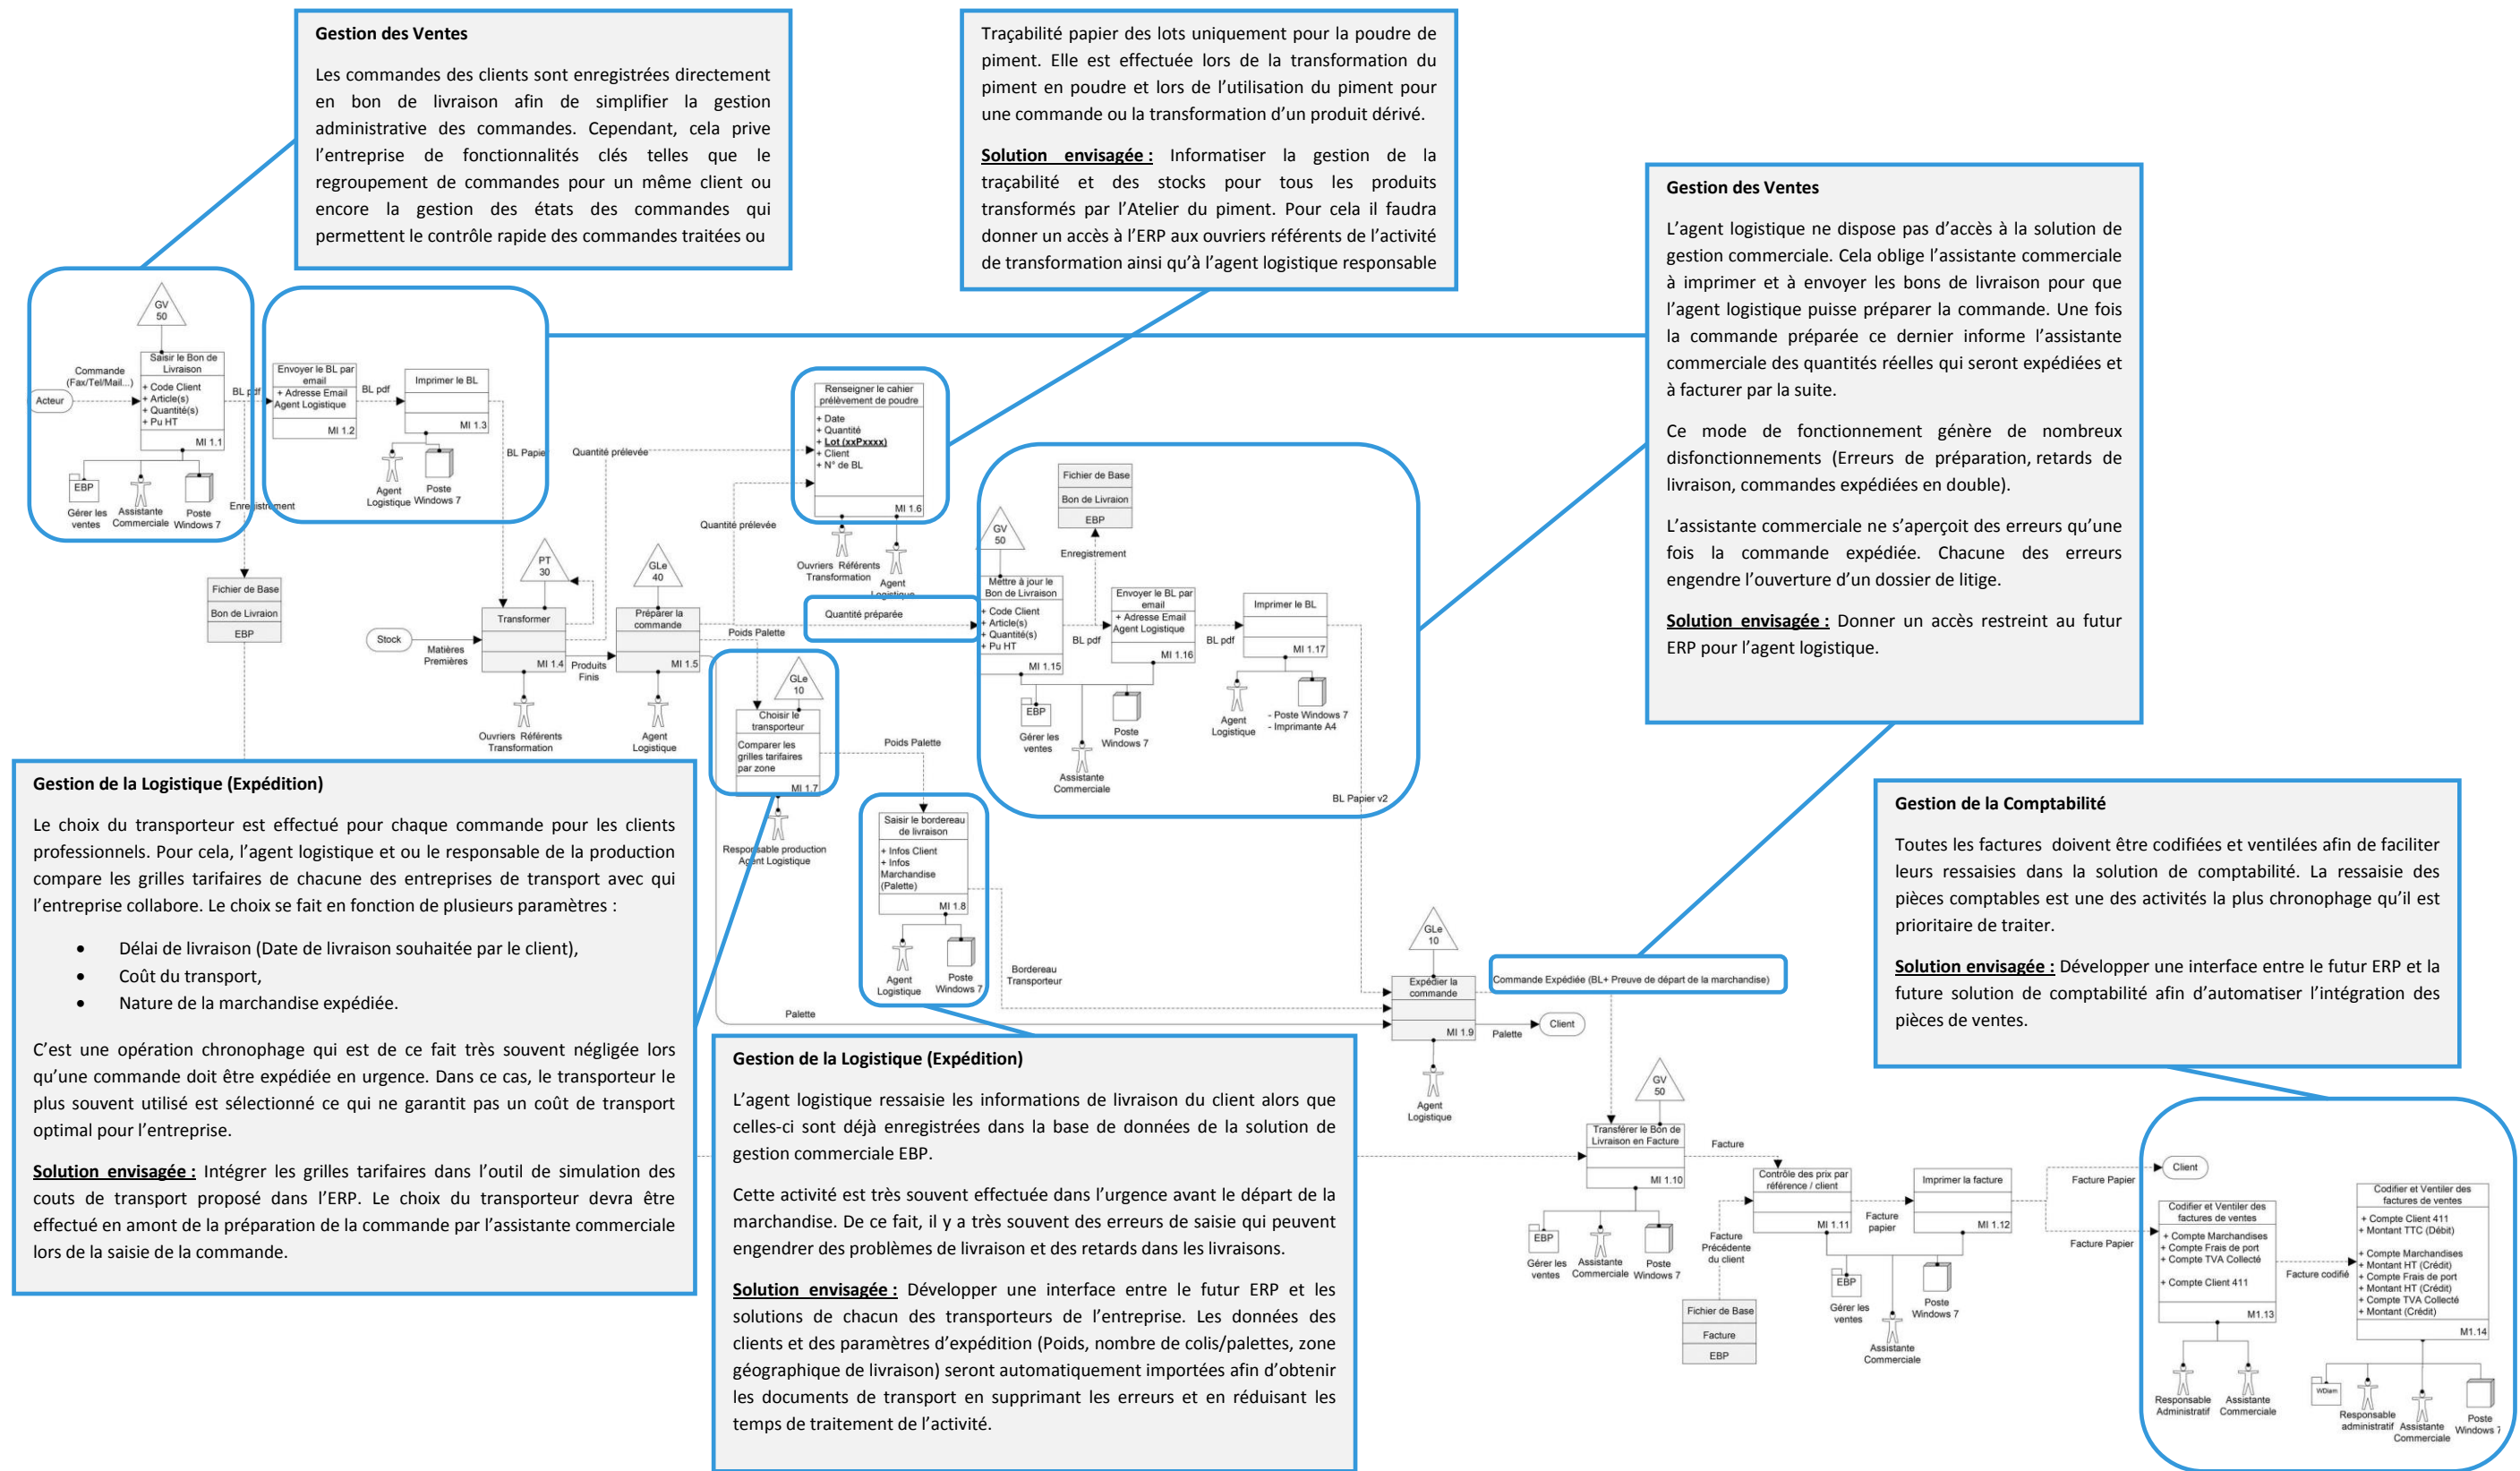 Gestion des Ventes
Les commandes des clients sont enregistrées directement
en bon de livraison afin de simplifier la gestion
administrative des commandes. Cependant, cela prive
l'entreprise de fonctionnalités clés telles que le
regroupement de commandes pour un même client ou
encore la gestion des états des commandes qui
permettent le contrôle rapide des commandes traitées ou
Traçabilité papier des lots uniquement pour la poudre de
piment. Elle est effectuée lors de la transformation du
piment en poudre et lors de l'utilisation du piment pour
une commande ou la transformation d'un produit dérivé.
Solution envisagée : Informatiser la gestion de la
traçabilité et des stocks pour tous les produits
transformés par l'Atelier du piment. Pour cela il faudra
donner un accès à l'ERP aux ouvriers référents de l'activité
de transformation ainsi qu'à l'agent logistique responsable
Gestion des Ventes
L'agent logistique ne dispose pas d'accès à la solution de
gestion commerciale. Cela oblige l'assistante commerciale
à imprimer et à envoyer les bons de livraison pour que
l'agent logistique puisse préparer la commande. Une fois
la commande préparée ce dernier informe l'assistante
commerciale des quantités réelles qui seront expédiées et
à facturer par la suite.
Ce mode de fonctionnement génère de nombreux
disfonctionnements (Erreurs de préparation, retards de
livraison, commandes expédiées en double).
L'assistante commerciale ne s'aperçoit des erreurs qu'une
fois la commande expédiée. Chacune des erreurs
engendre l'ouverture d'un dossier de litige.
Solution envisagée : Donner un accès restreint au futur
ERP pour l'agent logistique.
Acteur
Commande
(Fax/Tel/Mail...)
GV
50
Saisir le Bon de
Livraison
+ Code Client
+ Article(s)
+ Quantité(s)
+ Pu HT
MI 1.1
EBP
Gérer les
ventes
Assistante
Commerciale
Poste
Windows 7
BL pdf
Enregistrement
Fichier de Base
Bon de Livraion
EBP
Envoyer le BL par
email
+ Adresse Email
Agent Logistique
MI 1.2
BL pdf
Imprimer le BL
MI 1.3
Agent
Logistique
Poste
Windows 7
BL Papier
Stock
Matières
Premières
PT
30
Transformer
MI 1.4
Ouvriers Référents
Transformation
Produits
Finis
GLe
40
Préparer la
commande
MI 1.5
Agent
Logistique
Quantité prélevée
Quantité prélevée
Renseigner le cahier
prélèvement de poudre
+ Date
+ Quantité
+ Lot (xxPxxxx)
+ Client
+ N° de BL
MI 1.6
Ouvriers Référents
Transformation
Agent
Logistique
Quantité préparée
Poids Palette
GLe
10
Choisir le
transporteur
Comparer les
grilles tarifaires
par zone
MI 1.7
Responsable production
Agent Logistique
Poids Palette
Saisir le bordereau
de livraison
+ Infos Client
+ Infos
Marchandise
(Palette)
MI 1.8
Agent
Logistique
Poste
Windows 7
Bordereau
Transporteur
Palette
Fichier de Base
Bon de Livraion
EBP
Enregistrement
GV
50
Mettre à jour le
Bon de Livraison
+ Code Client
+ Article(s)
+ Quantité(s)
+ Pu HT
MI 1.15
BL pdf
Envoyer le BL par
email
+ Adresse Email
Agent Logistique
MI 1.16
BL pdf
Imprimer le BL
MI 1.17
EBP
Gérer les
ventes
Assistante
Commerciale
Poste
Windows 7
Agent
Logistique
- Poste Windows 7
- Imprimante A4
BL Papier v2
Gestion de la Logistique (Expédition)
Le choix du transporteur est effectué pour chaque commande pour les clients
professionnels. Pour cela, l'agent logistique et ou le responsable de la production
compare les grilles tarifaires de chacune des entreprises de transport avec qui
l'entreprise collabore. Le choix se fait en fonction de plusieurs paramètres :
• Délai de livraison (Date de livraison souhaitée par le client),
• Coût du transport,
• Nature de la marchandise expédiée.
C'est une opération chronophage qui est de ce fait très souvent négligée lors
qu'une commande doit être expédiée en urgence. Dans ce cas, le transporteur le
plus souvent utilisé est sélectionné ce qui ne garantit pas un coût de transport
optimal pour l'entreprise.
Solution envisagée : Intégrer les grilles tarifaires dans l'outil de simulation des
couts de transport proposé dans l'ERP. Le choix du transporteur devra être
effectué en amont de la préparation de la commande par l'assistante commerciale
lors de la saisie de la commande.
Gestion de la Logistique (Expédition)
L'agent logistique ressaisie les informations de livraison du client alors que
celles-ci sont déjà enregistrées dans la base de données de la solution de
gestion commerciale EBP.
Cette activité est très souvent effectuée dans l'urgence avant le départ de la
marchandise. De ce fait, il y a très souvent des erreurs de saisie qui peuvent
engendrer des problèmes de livraison et des retards dans les livraisons.
Solution envisagée : Développer une interface entre le futur ERP et les
solutions de chacun des transporteurs de l'entreprise. Les données des
clients et des paramètres d'expédition (Poids, nombre de colis/palettes, zone
géographique de livraison) seront automatiquement importées afin d'obtenir
les documents de transport en supprimant les erreurs et en réduisant les
temps de traitement de l'activité.
Gestion de la Comptabilité
Toutes les factures doivent être codifiées et ventilées afin de faciliter
leurs ressaisies dans la solution de comptabilité. La ressaisie des
pièces comptables est une des activités la plus chronophage qu'il est
prioritaire de traiter.
Solution envisagée : Développer une interface entre le futur ERP et la
future solution de comptabilité afin d'automatiser l'intégration des
pièces de ventes.
GLe
10
Expédier la
commande
MI 1.9
Agent
Logistique
Commande Expédiée (BL+ Preuve de départ de la marchandise)
Palette
Client
GV
50
Transférer le Bon de
Livraison en Facture
MI 1.10
EBP
Gérer les
ventes
Assistante
Commerciale
Poste
Windows 7
Facture
Contrôle des prix par
référence / client
MI 1.11
Facture
Précédente
du client
Fichier de Base
Facture
EBP
Facture
papier
Imprimer la facture
MI 1.12
EBP
Gérer les
ventes
Assistante
Commerciale
Poste
Windows 7
Facture Papier
Client
Facture Papier
Codifier et Ventiler des
factures de ventes
+ Compte Marchandises
+ Compte Frais de port
+ Compte TVA Collecté
+ Compte Client 411
M1.13
Responsable
Administratif
Assistante
Commerciale
Facture codifié
Codifier et Ventiler des
factures de ventes
+ Compte Client 411
+ Montant TTC (Débit)
+ Compte Marchandises
+ Montant HT (Crédit)
+ Compte Frais de port
+ Montant HT (Crédit)
+ Compte TVA Collecté
+ Montant (Crédit)
M1.14
WDiam
Responsable
administratif
Assistante
Commerciale
Poste
Windows 7